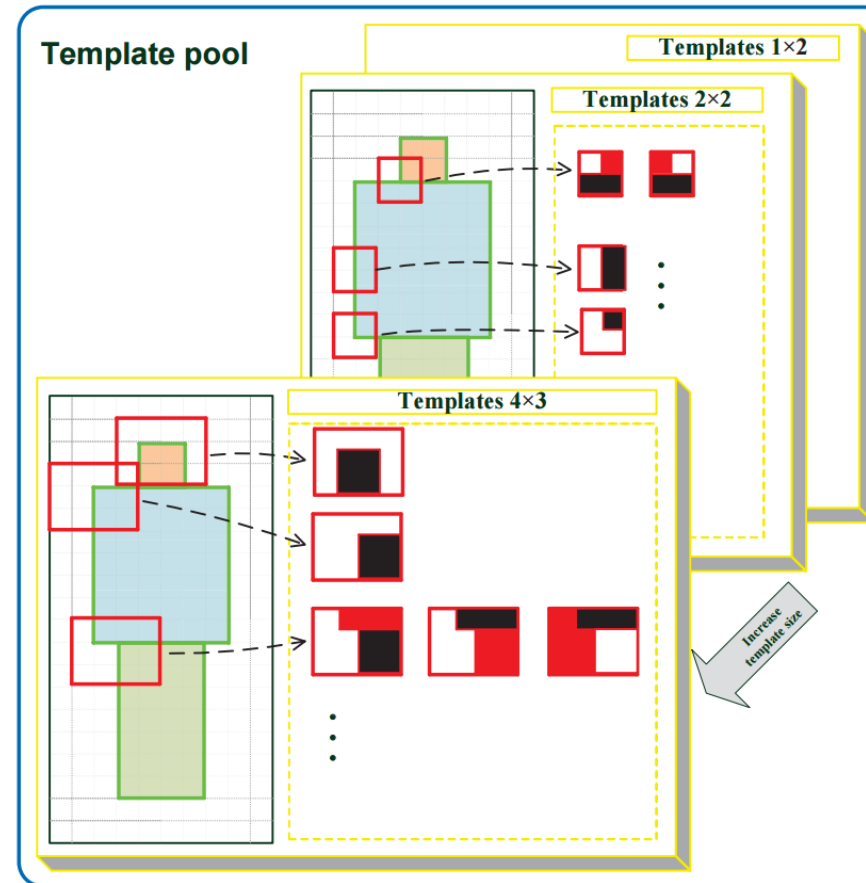 Template pool
Templates 1×2
Templates 2×2
Templates 4×3
Increase
template size